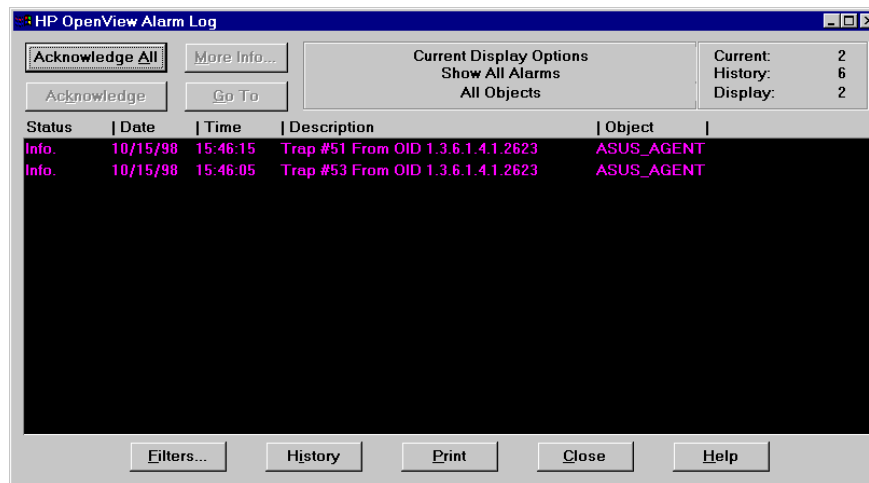 HP OpenView Alarm Log
Acknowledge All More Info... Current Display Options Current: 2
Show All Alarms History: 6
Acknowledge Go To All Objects Display: 2
Status | Date | Time | Description | Object |
Info. 10/15/98 15:46:15 Trap #51 From OID 1.3.6.1.4.1.2623 ASUS_AGENT
Info. 10/15/98 15:46:05 Trap #53 From OID 1.3.6.1.4.1.2623 ASUS_AGENT
Filters... History Print Close Help